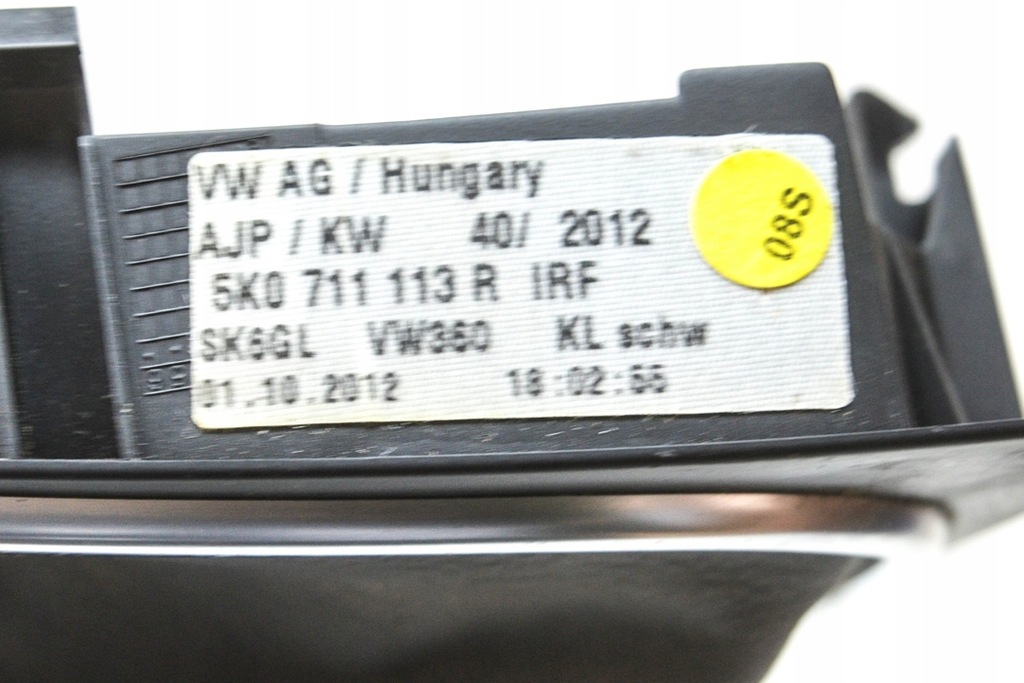 VW AG / Hungary
AJP / KW 40/ 2012
5K0 711 113 R IRF
SK6GL VW360 KL schw
01.10.2012 18:02:55
08S